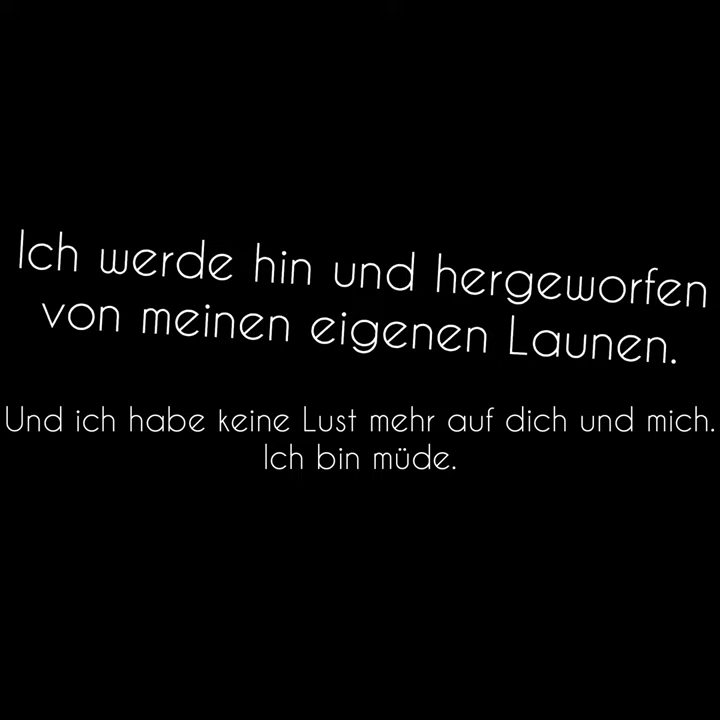 Ich werde hin und hergeworfen
von meinen eigenen Launen.
Und ich habe keine Lust mehr auf dich und mich.
Ich bin müde.